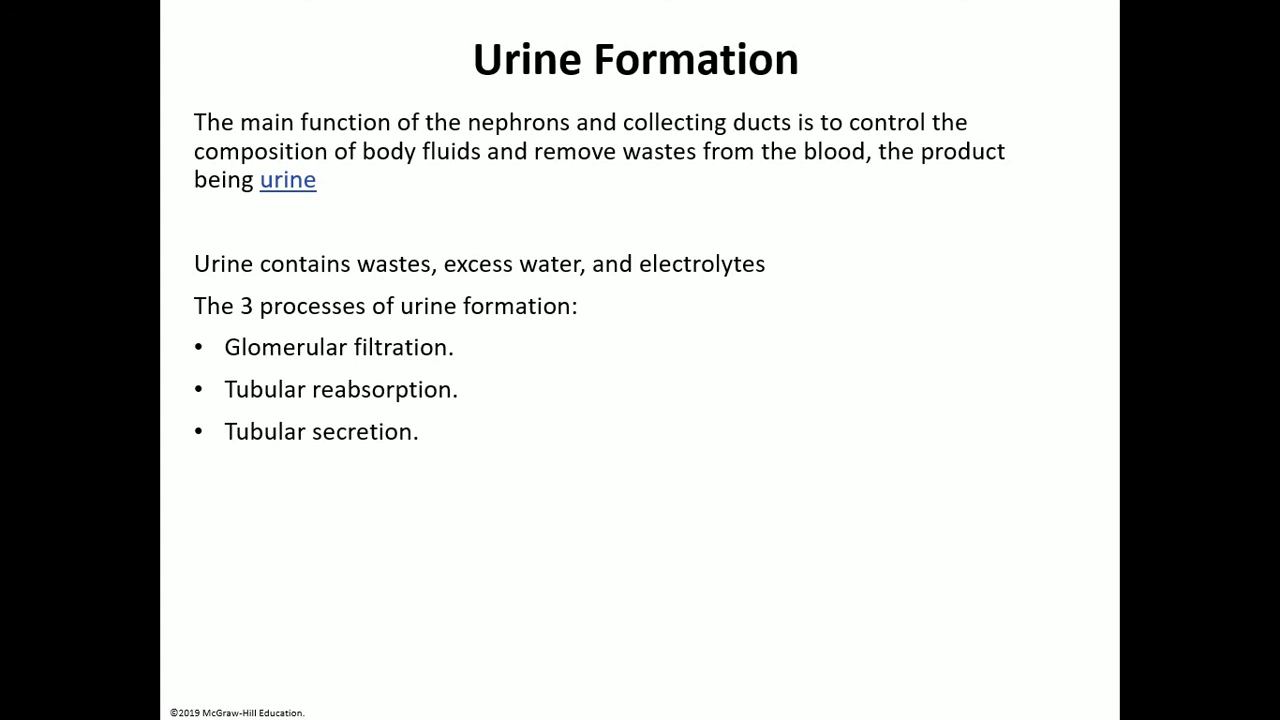 Urine Formation
The main function of the nephrons and collecting ducts is to control the
composition of body fluids and remove wastes from the blood, the product
being urine
Urine contains wastes, excess water, and electrolytes
The 3 processes of urine formation:
• Glomerular filtration.
• Tubular reabsorption.
• Tubular secretion.
©2019 McGraw-Hill Education.